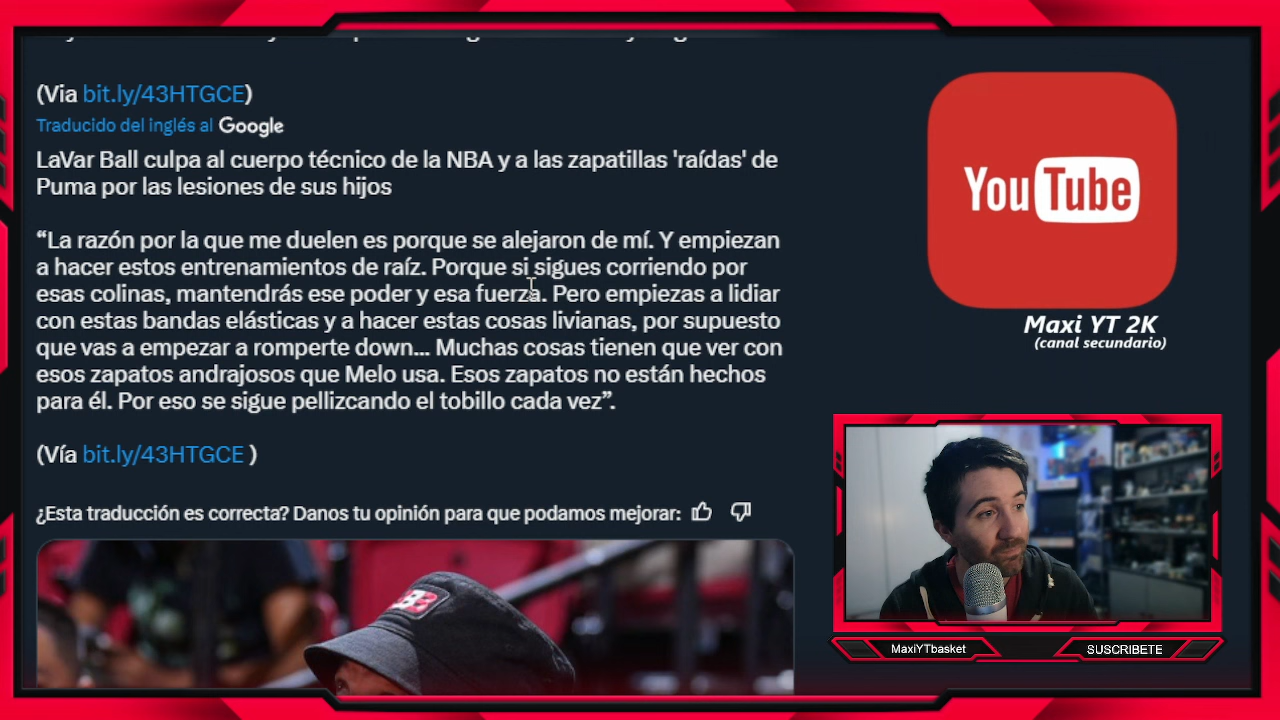 (Via bit.ly/43HTGCE)
Traducido del inglés al Google
LaVar Ball culpa al cuerpo técnico de la NBA y a las zapatillas 'raídas' de
Puma por las lesiones de sus hijos
“La razón por la que me duelen es porque se alejaron de mí. Y empiezan
a hacer estos entrenamientos de raíz. Porque si sigues corriendo por
esas colinas, mantendrás ese poder y esa fuerza. Pero empiezas a lidiar
con estas bandas elásticas y a hacer estas cosas livianas, por supuesto
que vas a empezar a romperte down... Muchas cosas tienen que ver con
esos zapatos andrajosos que Melo usa. Esos zapatos no están hechos
para él. Por eso se sigue pellizcando el tobillo cada vez”.
(Vía bit.ly/43HTGCE )
¿Esta traducción es correcta? Danos tu opinión para que podamos mejorar:
YouTube
Maxi YT 2K
(canal secundario)
MaxiYTbasket
SUSCRIBETE